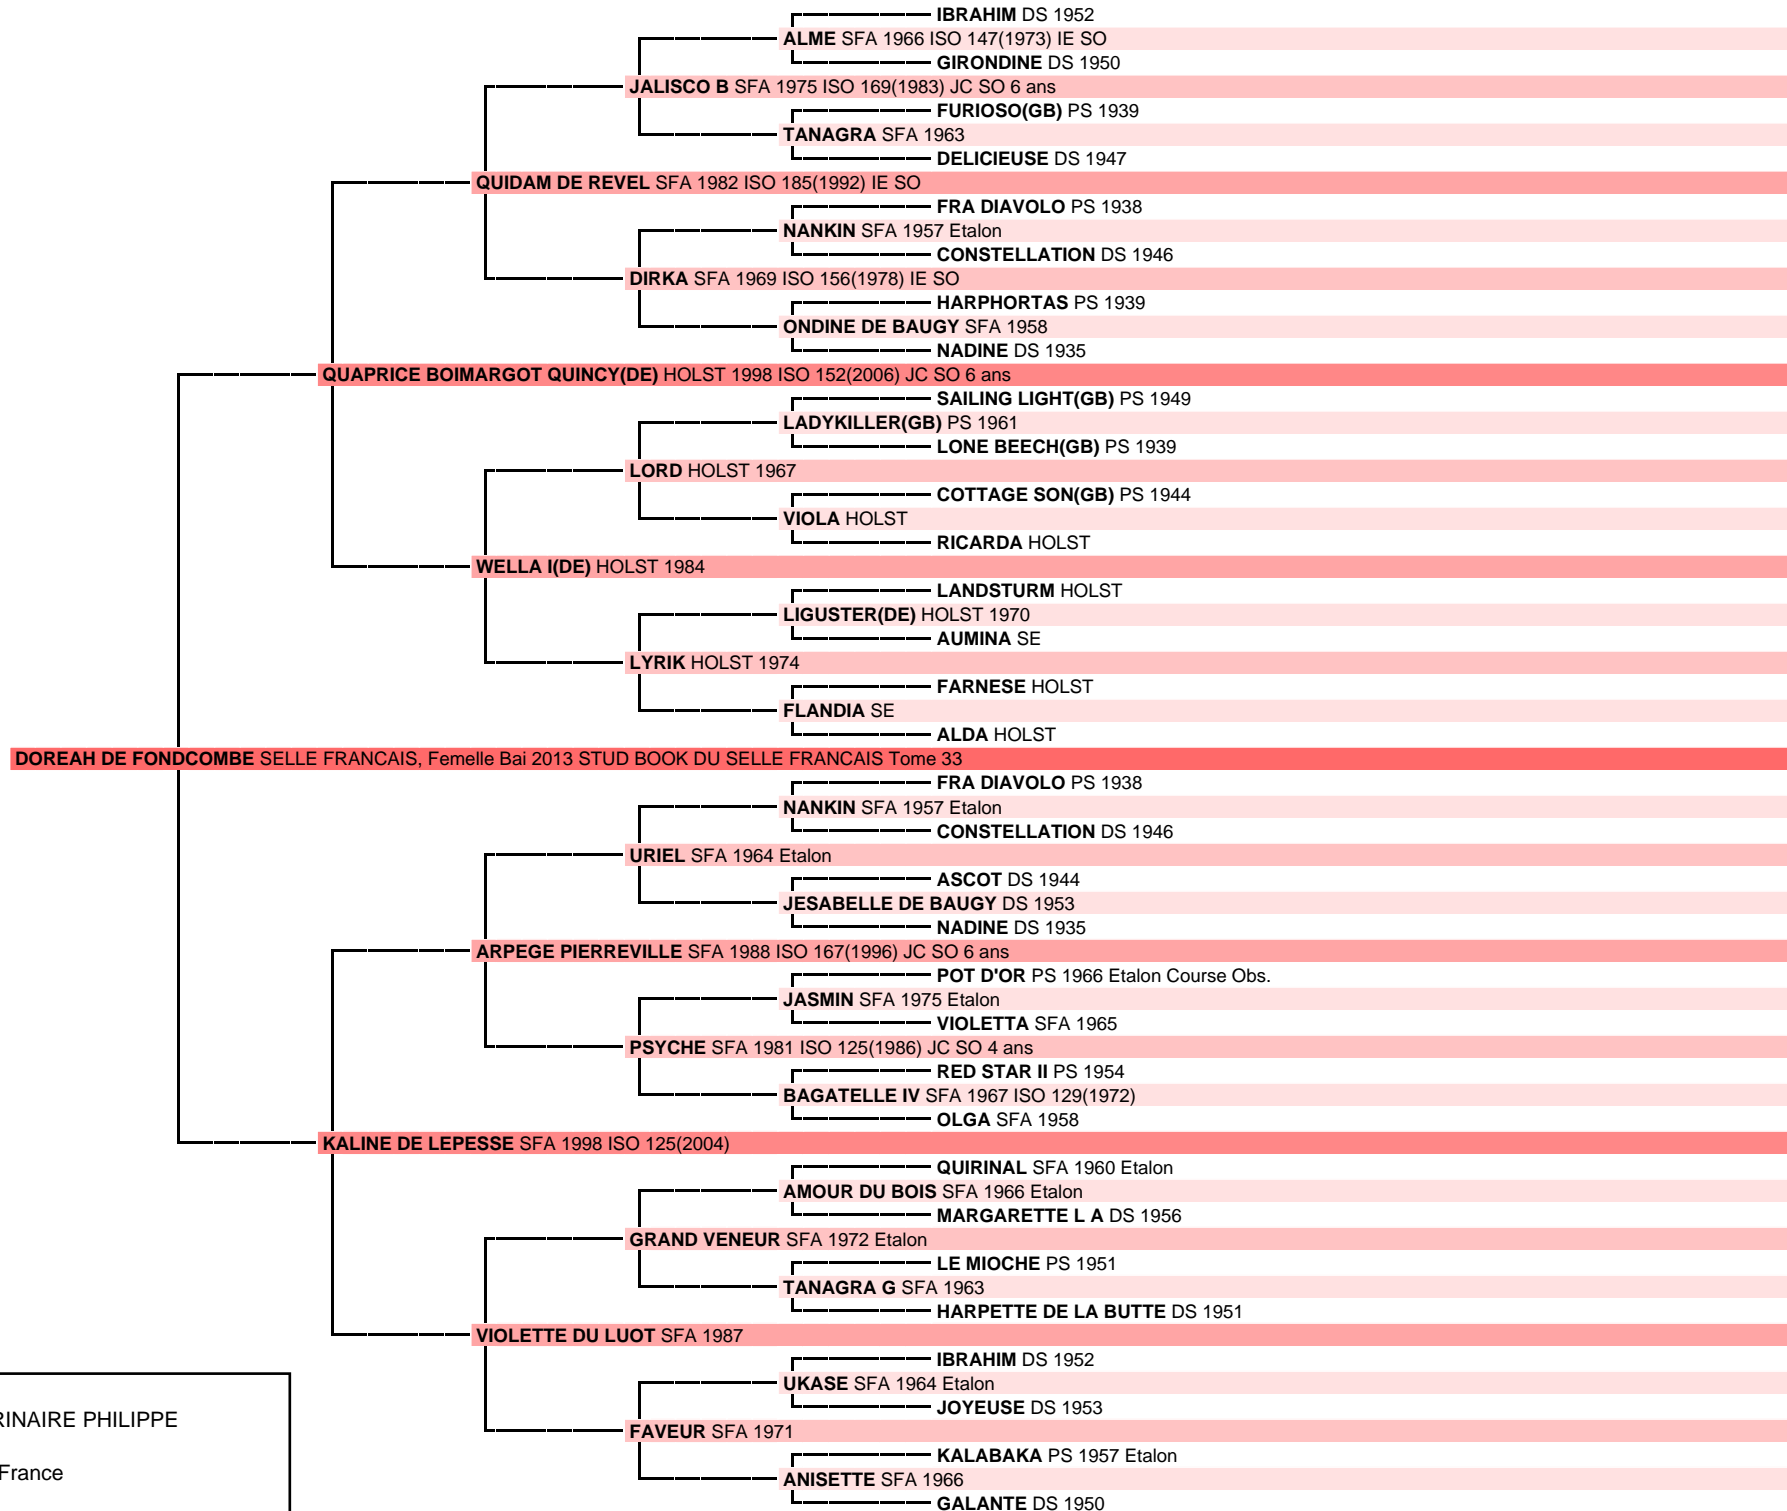 IBRAHIM DS 1952
ALME SFA 1966 ISO 147(1973) IE SO
GIRONDINE DS 1950
JALISCO B SFA 1975 ISO 169(1983) JC SO 6 ans
FURIOSO(GB) PS 1939
TANAGRA SFA 1963
DELICIEUSE DS 1947
QUIDAM DE REVEL SFA 1982 ISO 185(1992) IE SO
FRA DIAVOLO PS 1938
NANKIN SFA 1957 Etalon
CONSTELLATION DS 1946
DIRKA SFA 1969 ISO 156(1978) IE SO
HARPHORTAS PS 1939
ONDINE DE BAUGY SFA 1958
NADINE DS 1935
QUAPRICE BOIMARGOT QUINCY(DE) HOLST 1998 ISO 152(2006) JC SO 6 ans
SAILING LIGHT(GB) PS 1949
LADYKILLER(GB) PS 1961
LONE BEECH(GB) PS 1939
LORD HOLST 1967
COTTAGE SON(GB) PS 1944
VIOLA HOLST
RICARDA HOLST
WELLA I(DE) HOLST 1984
LANDSTURM HOLST
LIGUSTER(DE) HOLST 1970
AUMINA SE
LYRIK HOLST 1974
FARNESE HOLST
FLANDIA SE
ALDA HOLST
DOREAH DE FONDCOMBE SELLE FRANCAIS, Femelle Bai 2013 STUD BOOK DU SELLE FRANCAIS Tome 33
FRA DIAVOLO PS 1938
NANKIN SFA 1957 Etalon
CONSTELLATION DS 1946
URIEL SFA 1964 Etalon
ASCOT DS 1944
JESABELLE DE BAUGY DS 1953
NADINE DS 1935
ARPEGE PIERREVILLE SFA 1988 ISO 167(1996) JC SO 6 ans
POT D'OR PS 1966 Etalon Course Obs.
JASMIN SFA 1975 Etalon
VIOLETTA SFA 1965
PSYCHE SFA 1981 ISO 125(1986) JC SO 4 ans
RED STAR II PS 1954
BAGATELLE IV SFA 1967 ISO 129(1972)
OLGA SFA 1958
KALINE DE LEPESSE SFA 1998 ISO 125(2004)
QUIRINAL SFA 1960 Etalon
AMOUR DU BOIS SFA 1966 Etalon
MARGARETTE L A DS 1956
GRAND VENEUR SFA 1972 Etalon
LE MIOCHE PS 1951
TANAGRA G SFA 1963
HARPETTE DE LA BUTTE DS 1951
VIOLETTE DU LUOT SFA 1987
IBRAHIM DS 1952
UKASE SFA 1964 Etalon
JOYEUSE DS 1953
FAVEUR SFA 1971
KALABAKA PS 1957 Etalon
ANISETTE SFA 1966
GALANTE DS 1950
RINAIRE PHILIPPE
France